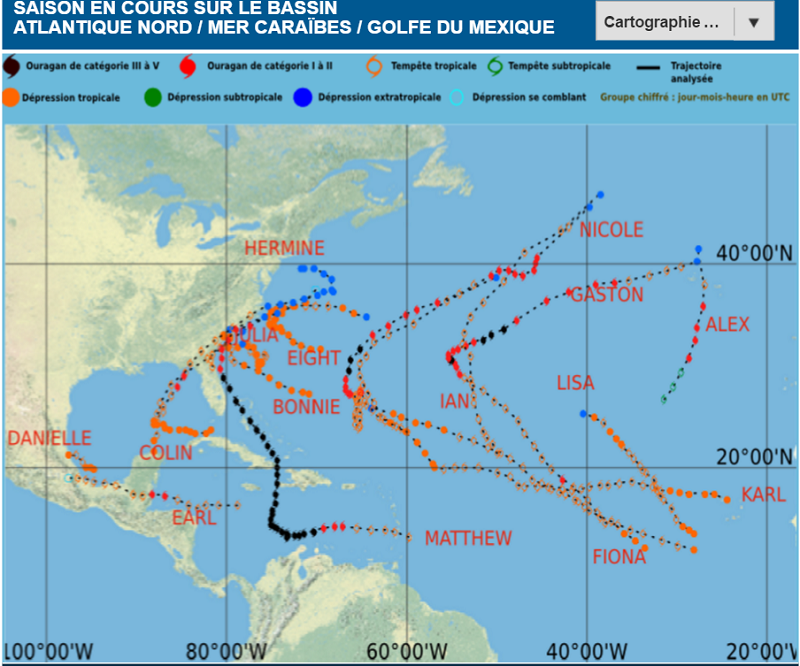 SAISON EN COURS SUR LE BASSIN
ATLANTIQUE NORD / MER CARAÏBES / GOLFE DU MEXIQUE
Cartographie ...
Ouragan de catégorie III à V
Ouragan de catégorie I à II
Tempête tropicale
Tempête subtropicale
Trajectoire
analysée
Dépression tropicale
Dépression subtropicale
Dépression extratropicale
Dépression se comblant
Groupe chiffré : jour-mois-heure en UTC
NICOLE
HERMINE
40°00'N
GASTON
ALEX
JULIA
EIGHT
LISA
IAN
BONNIE
DANIELLE
COLIN
20°00'N
KARL
EARL
MATTHEW
FIONA
100°00'W
80°00'W
60°00'W
40°00'W
20°00'W